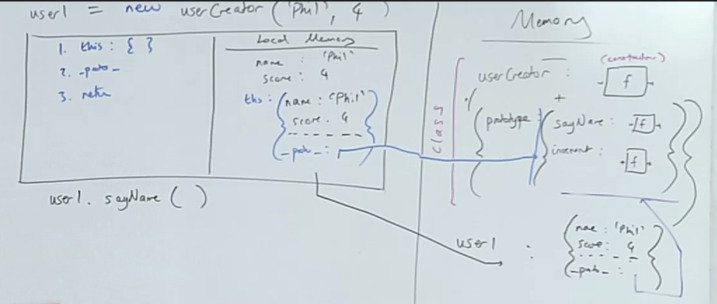 user1 = new userCreator ('Phil', 4)
1. this : { }
2. _proto_
3. return
Local Memory
name : 'Phil'
score : 4
this : { name : 'Phil'
score : 4
_proto_ : }
user1. sayName ( )
Memory
(constructor)
userCreator : f
+
class
{ prototype : { sayName : f
increment : f } }
user1 : { name : 'Phil'
score : 4
_proto_ : }